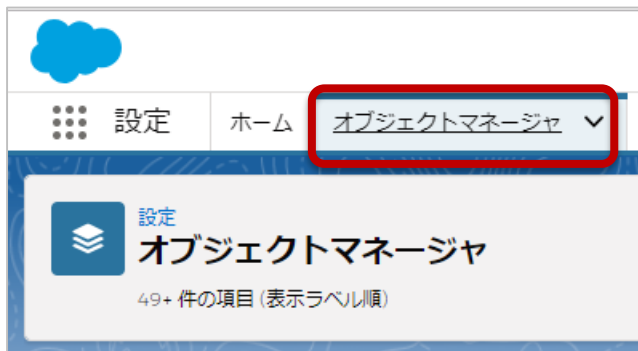 設定 ホーム オブジェクトマネージャ
設定
オブジェクトマネージャ
49+ 件の項目 (表示ラベル順)